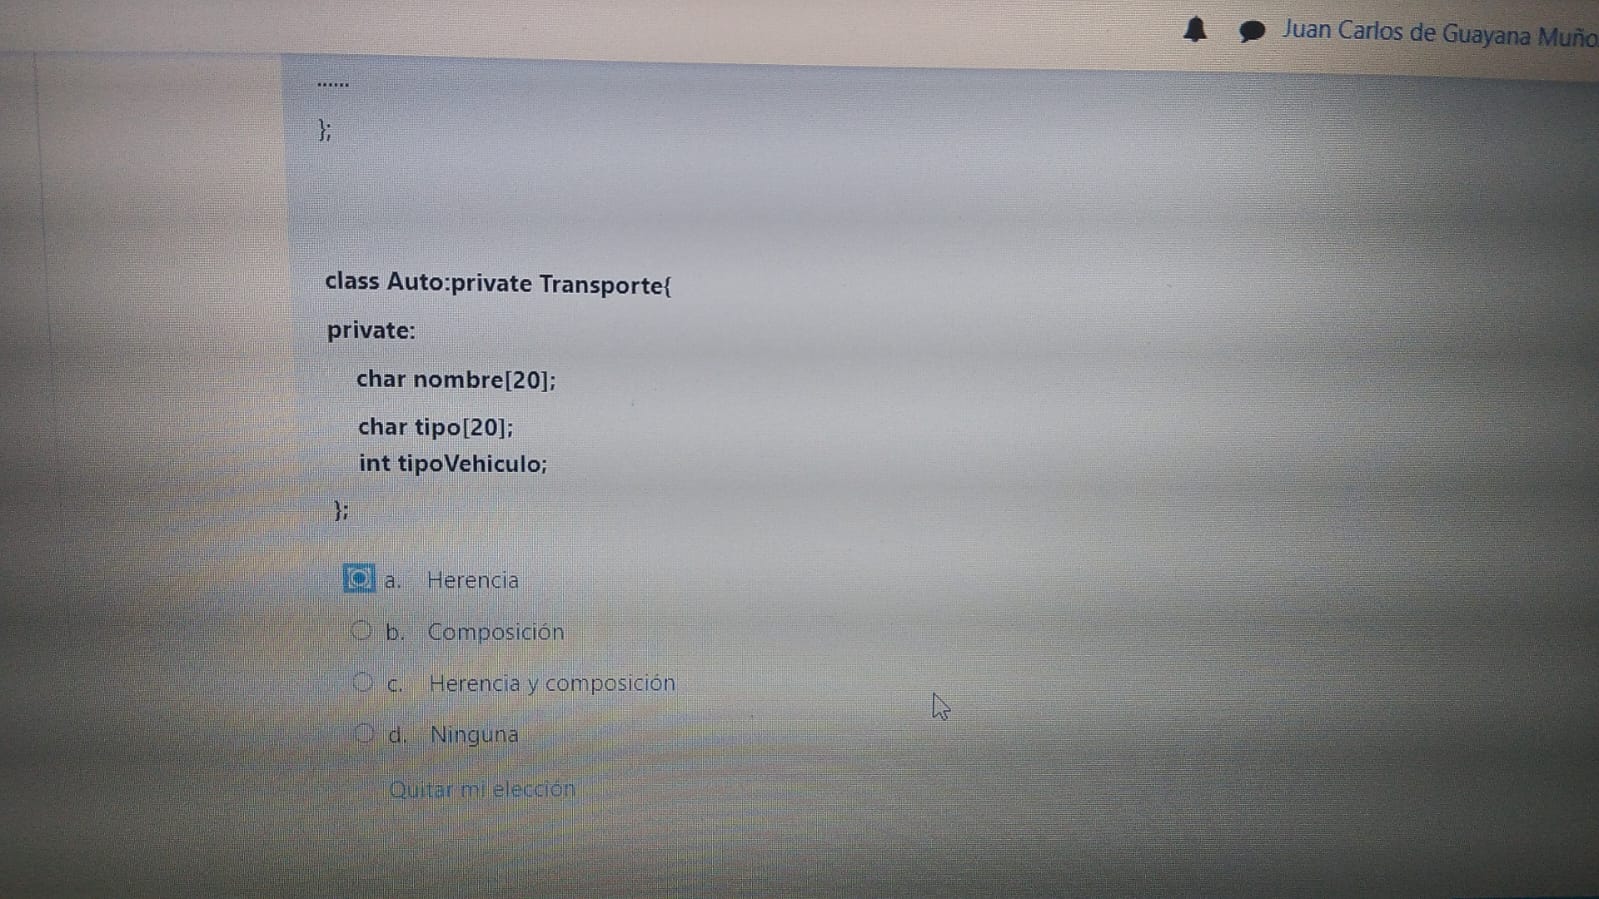 Juan Carlos de Guayana Muño
......
};
class Auto:private Transporte{
private:
char nombre[20];
char tipo[20];
int tipoVehiculo;
};
a. Herencia
b. Composición
c. Herencia y composición
d. Ninguna
Quitar mi elección